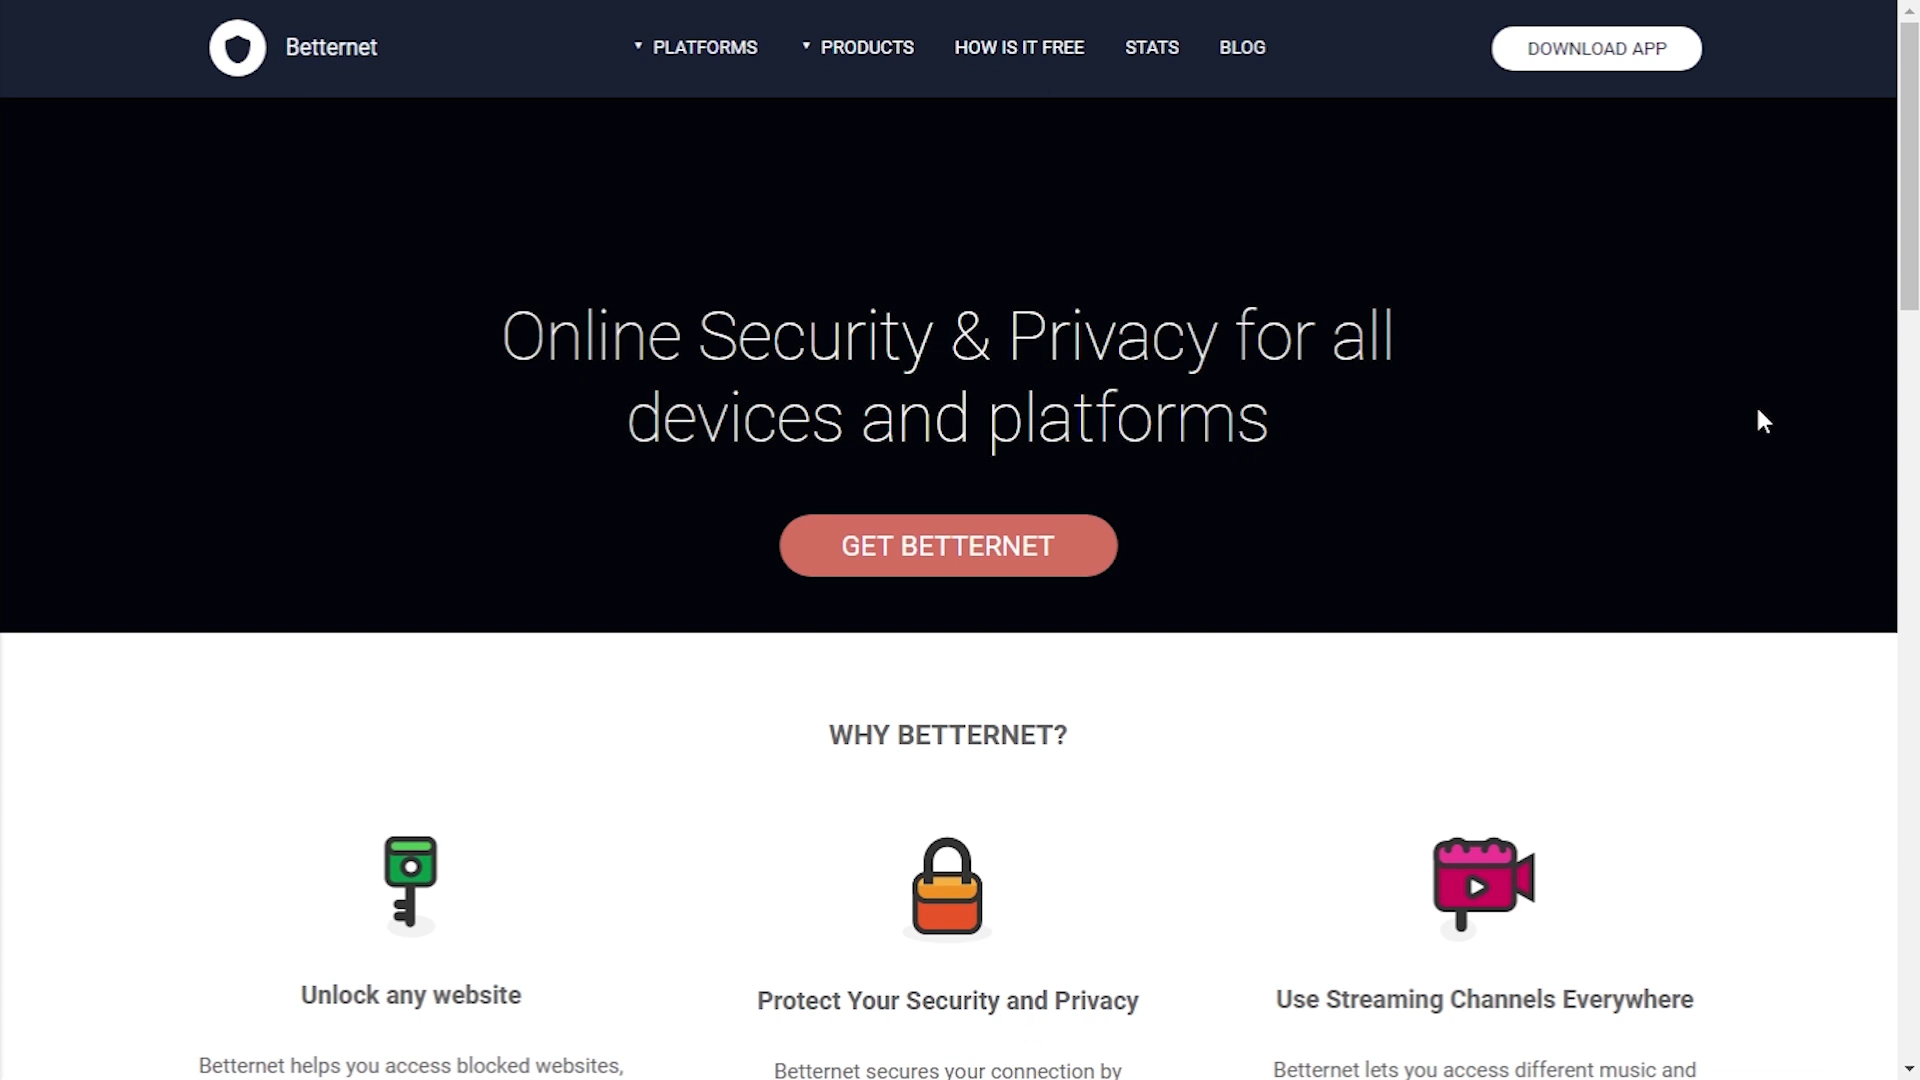 Betternet
PLATFORMS
PRODUCTS
HOW IS IT FREE
STATS
BLOG
DOWNLOAD APP
Online Security & Privacy for all
devices and platforms
GET BETTERNET
WHY BETTERNET?
Unlock any website
Protect Your Security and Privacy
Use Streaming Channels Everywhere
Betternet helps you access blocked websites,
Betternet secures your connection by
Betternet lets you access different music and